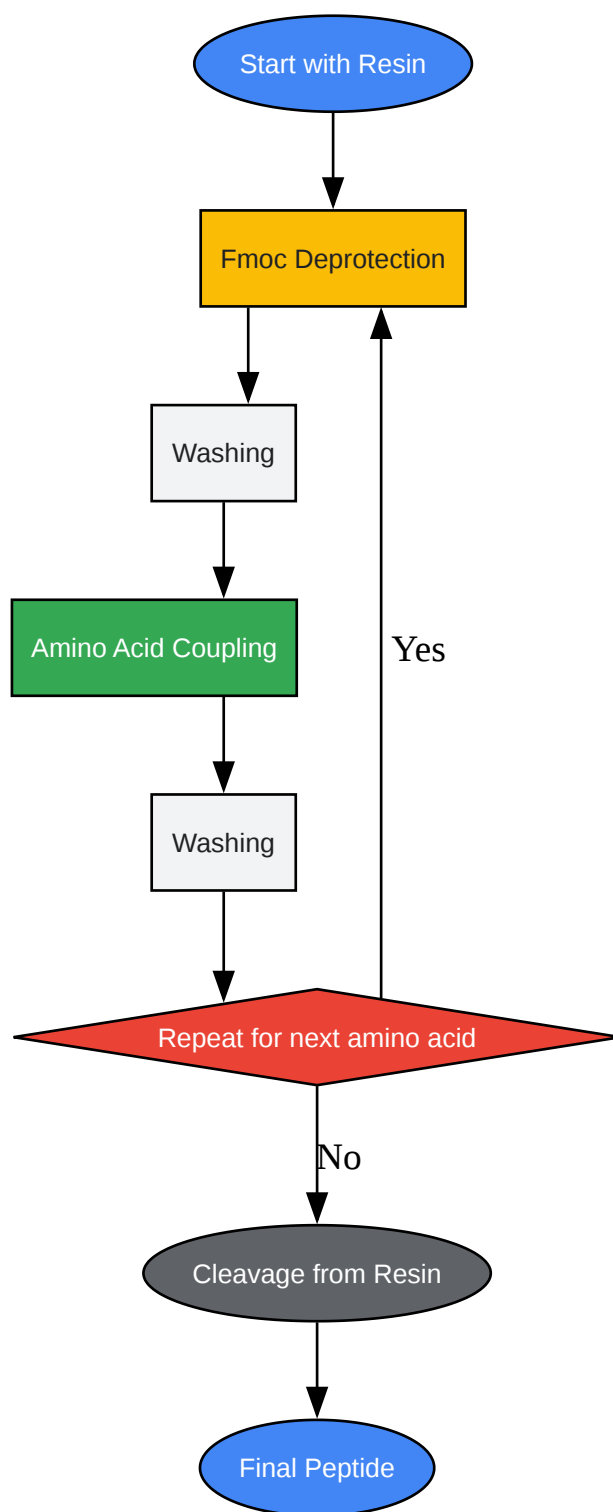 Start with Resin
Fmoc Deprotection
Washing
Amino Acid Coupling
Yes
Washing
Repeat for next amino acid
No
Cleavage from Resin
Final Peptide